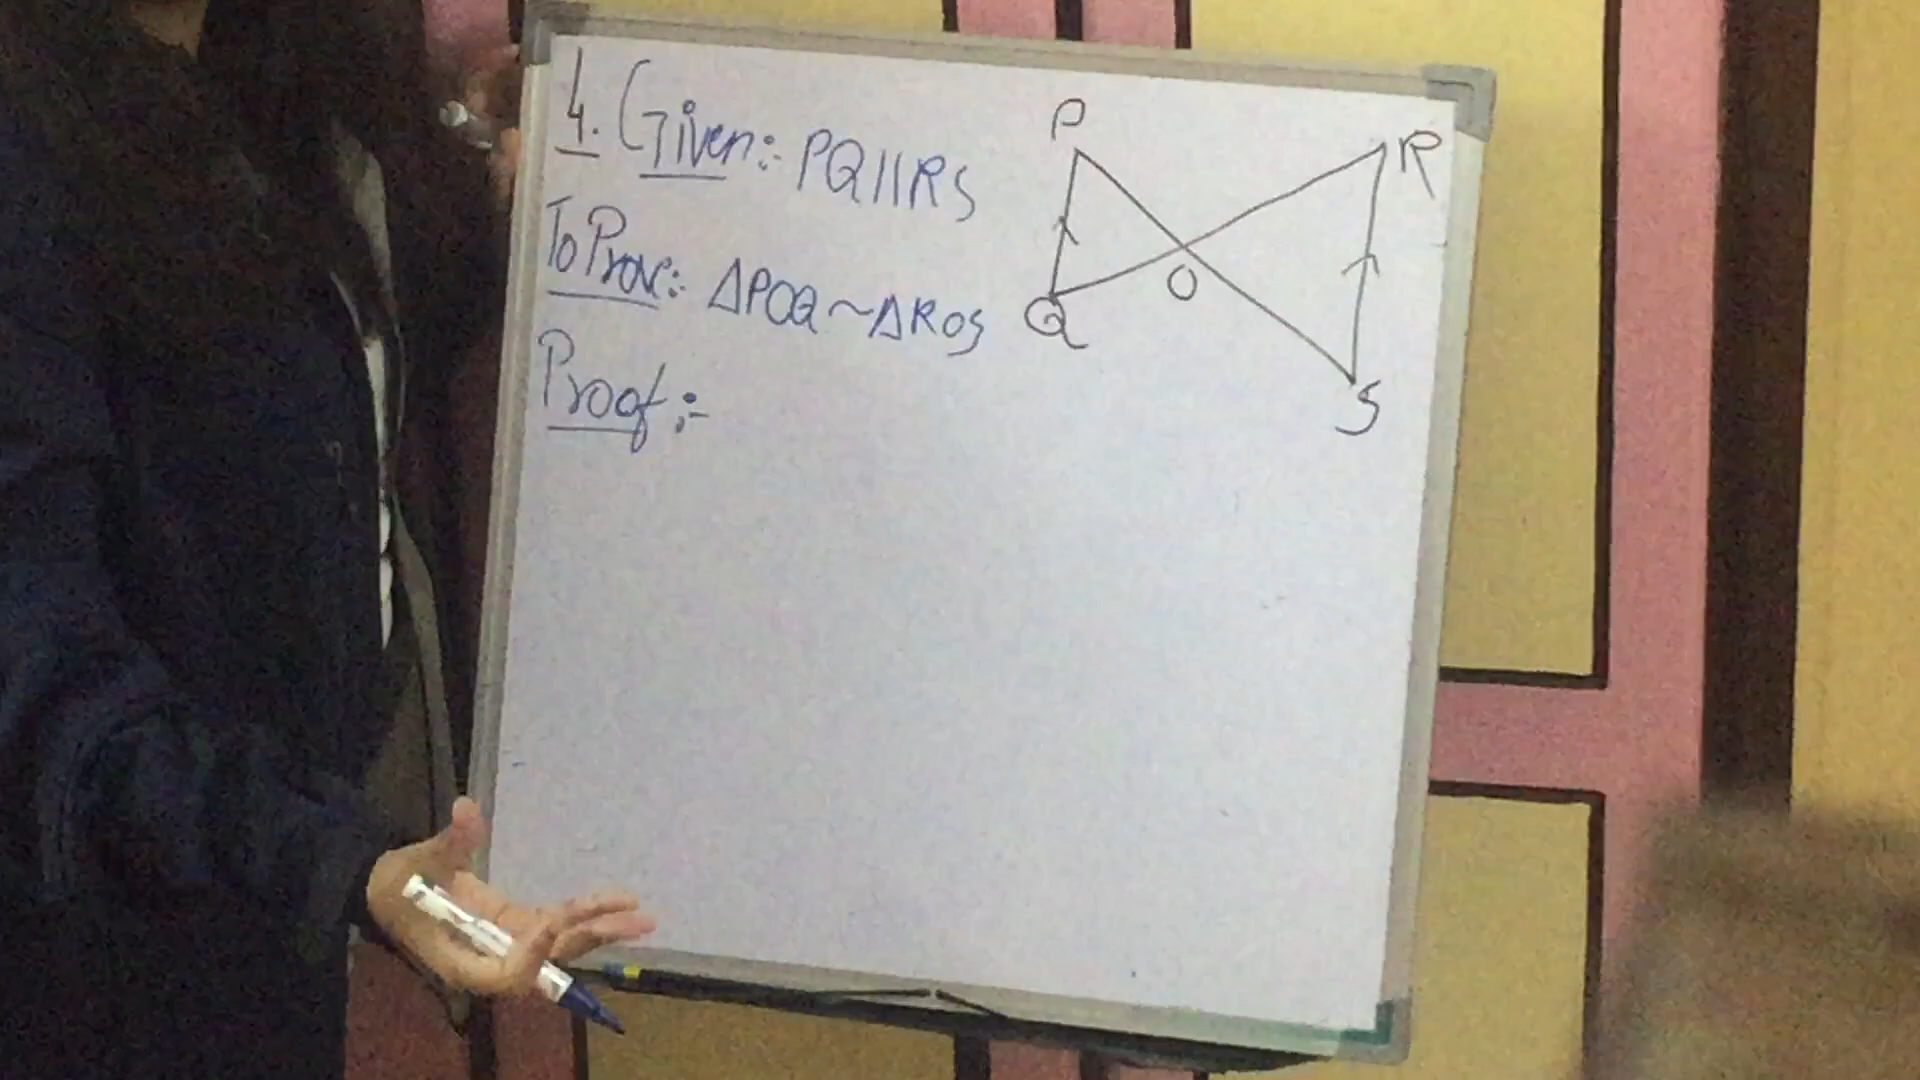 4. Given:- PQ||RS
To Prove:- ΔPOQ ~ ΔROS
Proof:-
P
R
O
Q
S